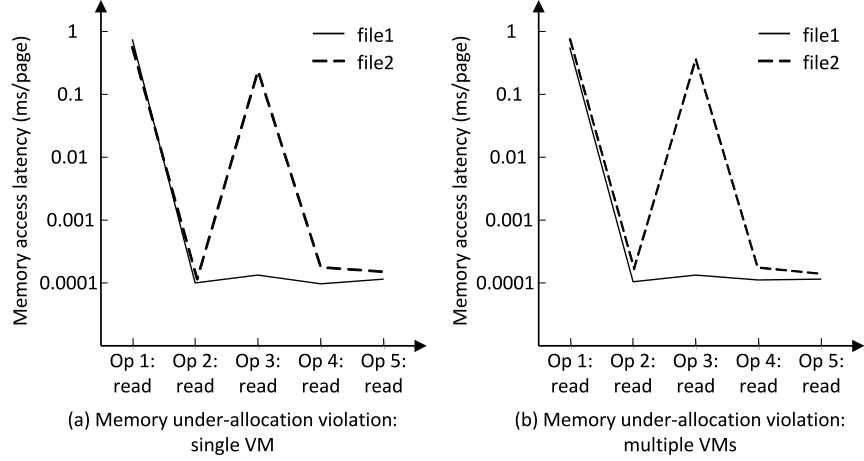 Memory access latency (ms/page)
1
0.1
0.01
0.001
0.0001
file1
file2
Op 1: Op 2: Op 3: Op 4: Op 5:
read read read read read
(a) Memory under-allocation violation:
single VM
Memory access latency (ms/page)
1
0.1
0.01
0.001
0.0001
file1
file2
Op 1: Op 2: Op 3: Op 4: Op 5:
read read read read read
(b) Memory under-allocation violation:
multiple VMs